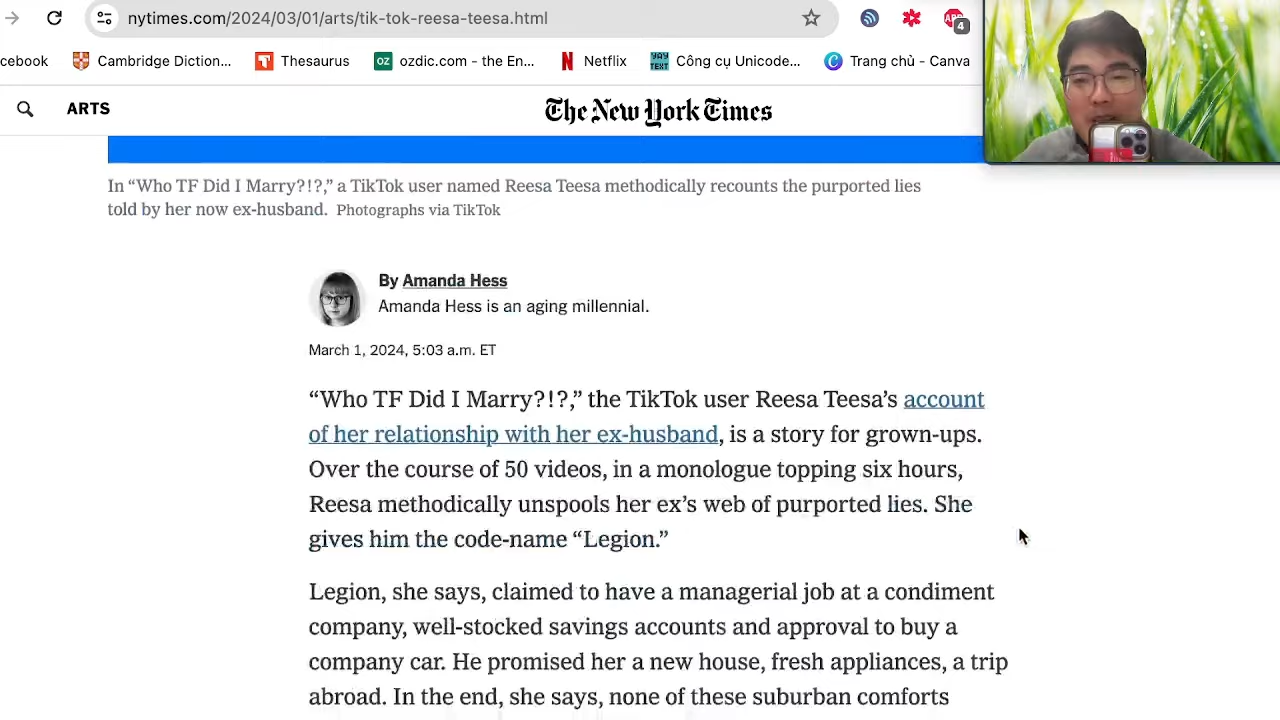 nytimes.com/2024/03/01/arts/tik-tok-reesa-teesa.html
4
cebook Cambridge Diction... Thesaurus OZ ozdic.com - the En... Netflix YAY TEXT Công cụ Unicode... Trang chủ - Canva
ARTS The New York Times
In “Who TF Did I Marry?!?,” a TikTok user named Reesa Teesa methodically recounts the purported lies
told by her now ex-husband. Photographs via TikTok
By Amanda Hess
Amanda Hess is an aging millennial.
March 1, 2024, 5:03 a.m. ET
“Who TF Did I Marry?!?,” the TikTok user Reesa Teesa’s account
of her relationship with her ex-husband, is a story for grown-ups.
Over the course of 50 videos, in a monologue topping six hours,
Reesa methodically unspools her ex’s web of purported lies. She
gives him the code-name “Legion.”
Legion, she says, claimed to have a managerial job at a condiment
company, well-stocked savings accounts and approval to buy a
company car. He promised her a new house, fresh appliances, a trip
abroad. In the end, she says, none of these suburban comforts